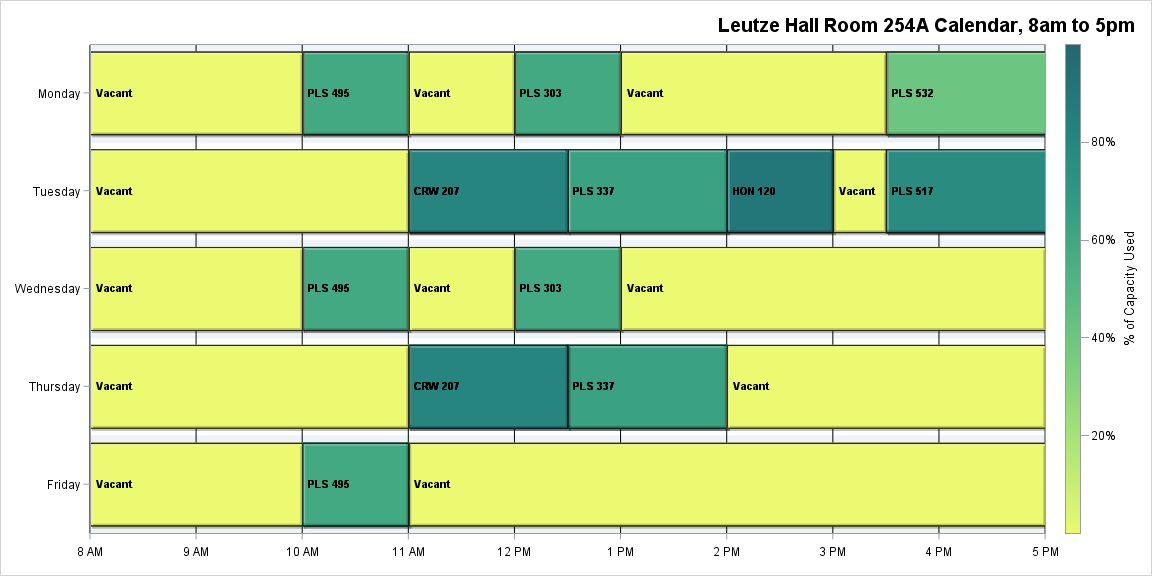 Leutze Hall Room 254A Calendar, 8am to 5pm
Monday
Vacant
PLS 495
Vacant
PLS 303
Vacant
PLS 532
Tuesday
Vacant
CRW 207
PLS 337
HON 120
Vacant
PLS 517
Wednesday
Vacant
PLS 495
Vacant
PLS 303
Vacant
Thursday
Vacant
CRW 207
PLS 337
Vacant
Friday
Vacant
PLS 495
Vacant
8 AM
9 AM
10 AM
11 AM
12 PM
1 PM
2 PM
3 PM
4 PM
5 PM
80%
60%
40%
20%
% of Capacity Used